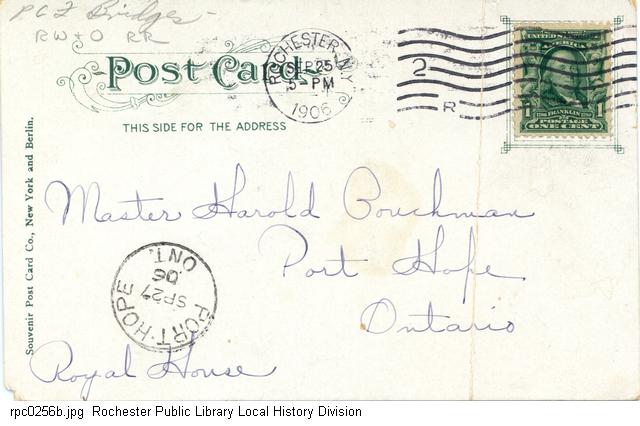 PC7 Bridges -
RW+O RR
Post Card
ROCHESTER, N.Y.
SEP 25
5-PM
1906
2
R
UNITED STATES OF AMERICA
1 FRANKLIN 1
POSTAGE
ONE CENT
THIS SIDE FOR THE ADDRESS
Souvenir Post Card Co., New York and Berlin.
Master Harold Bouchman
Port Hope
Ontario
PORT·HOPE ONT.
SP 27
06
Royal House
rpc0256b.jpg Rochester Public Library Local History Division